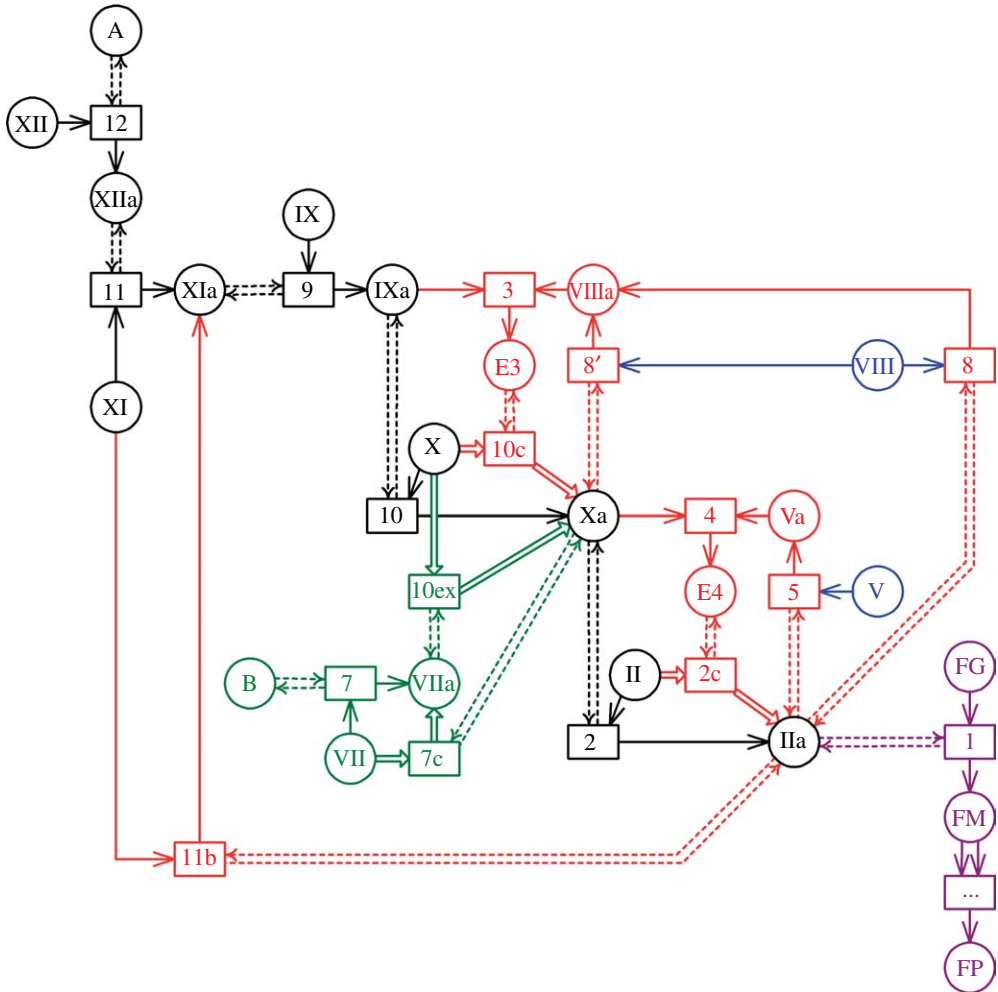 A
XII
12
XIIa
IX
11
XIa
9
IXa
3
VIIIa
E3
8′
VIII
8
XI
X
10c
10
Xa
4
Va
10ex
E4
5
V
B
7
VIIa
II
2c
FG
VII
7c
2
IIa
1
FM
11b
...
FP